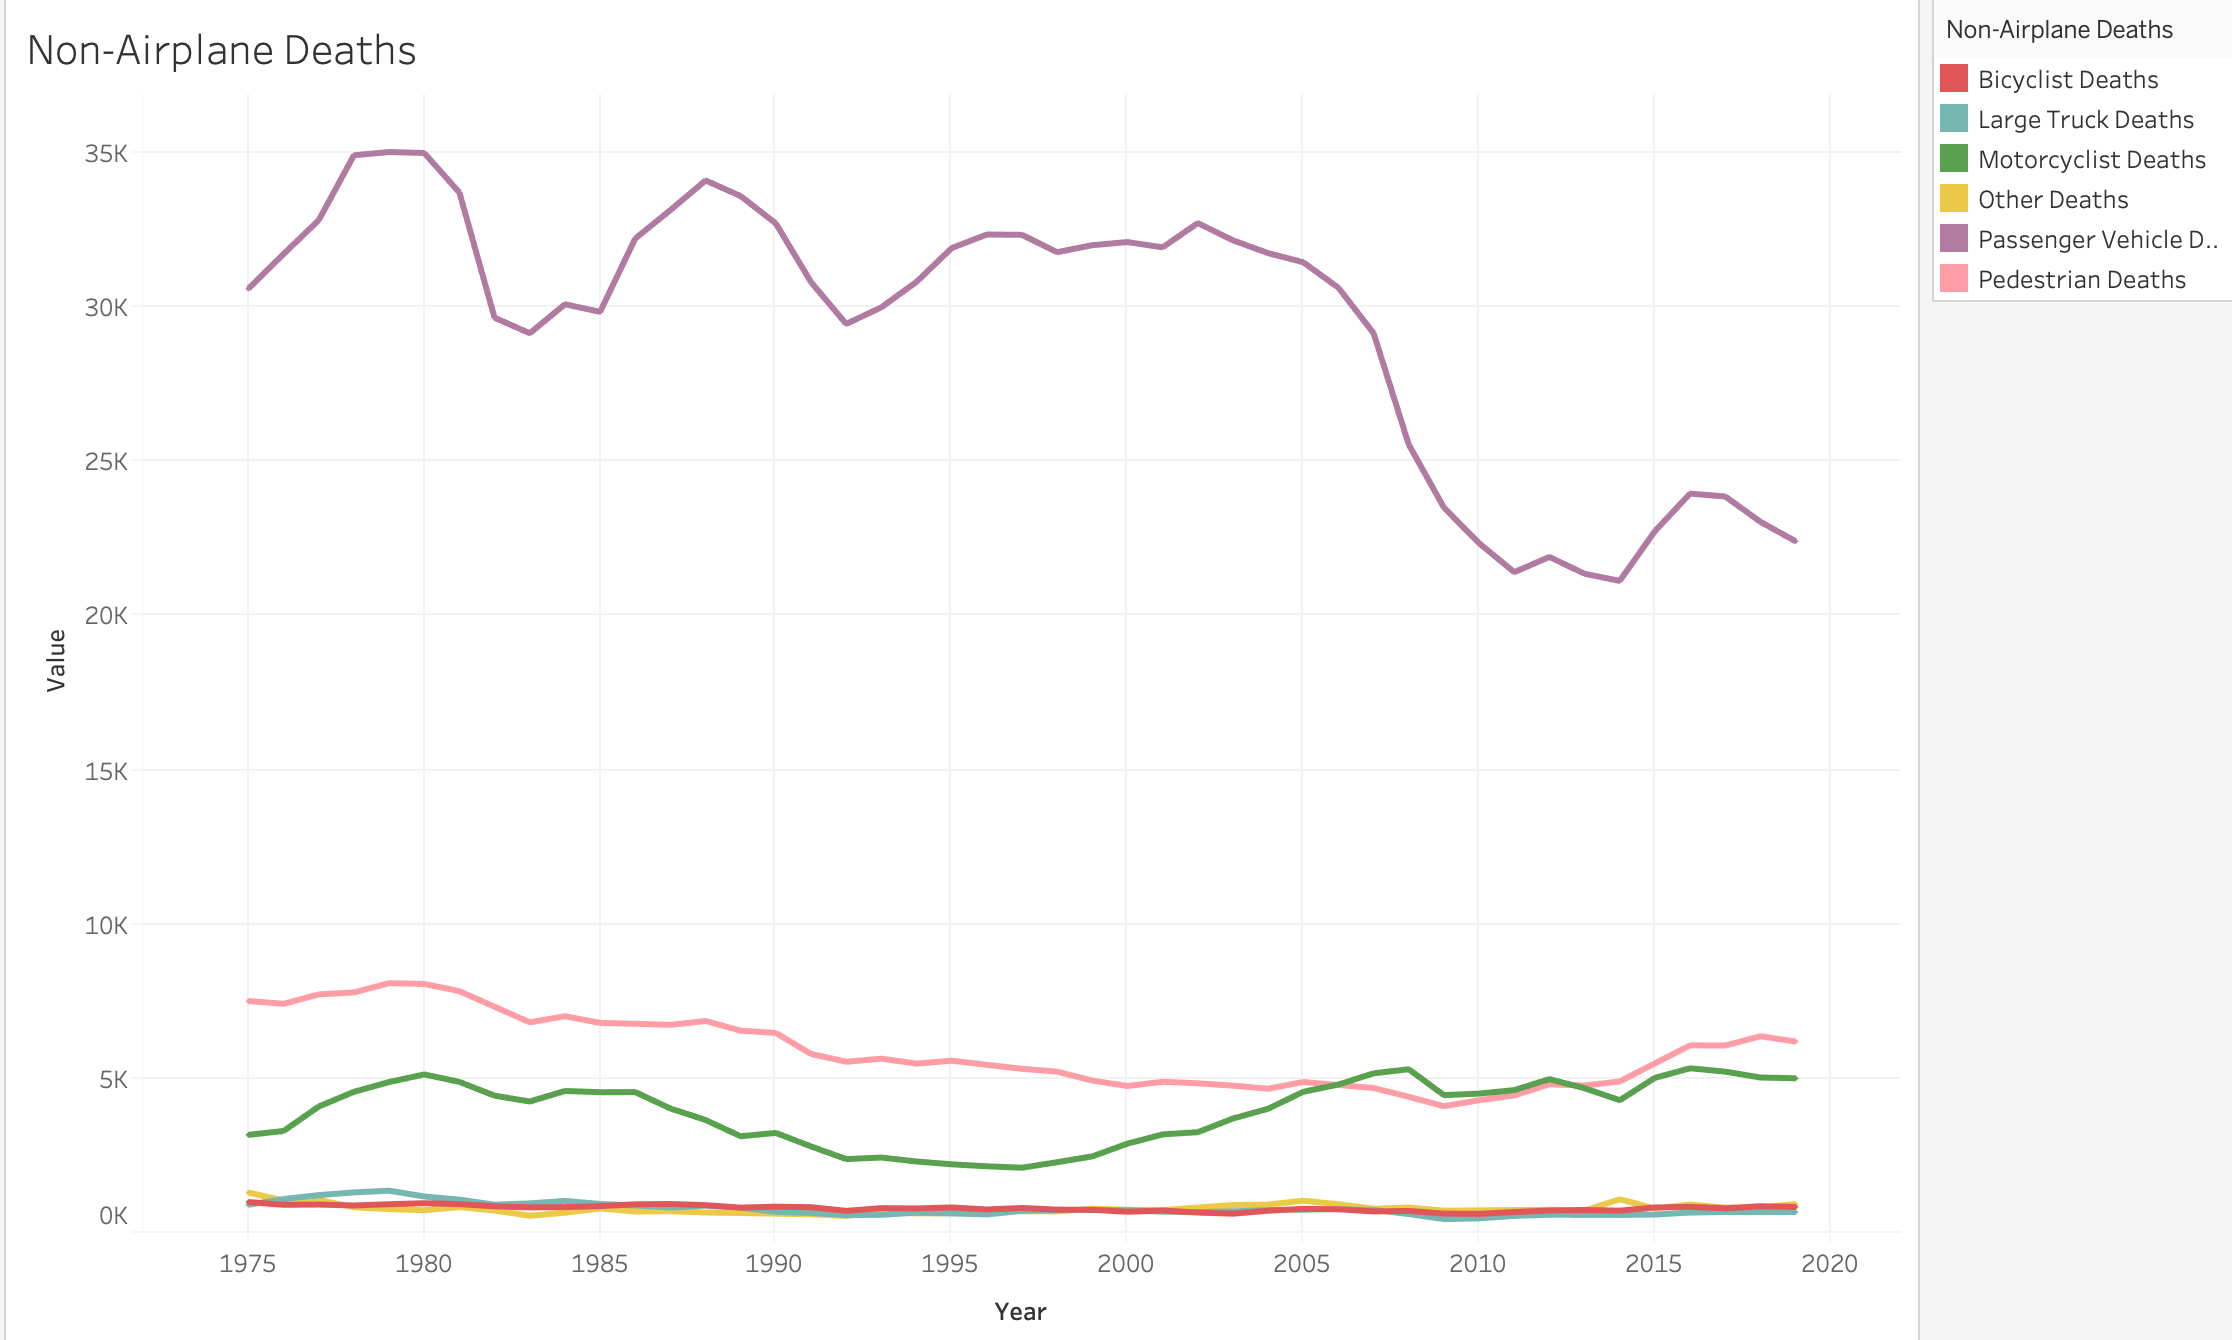 Non-Airplane Deaths
Non-Airplane Deaths
Bicyclist Deaths
Large Truck Deaths
Motorcyclist Deaths
Other Deaths
Passenger Vehicle D..
Pedestrian Deaths
35K
30K
25K
20K
15K
10K
5K
0K
Value
1975 1980 1985 1990 1995 2000 2005 2010 2015 2020
Year